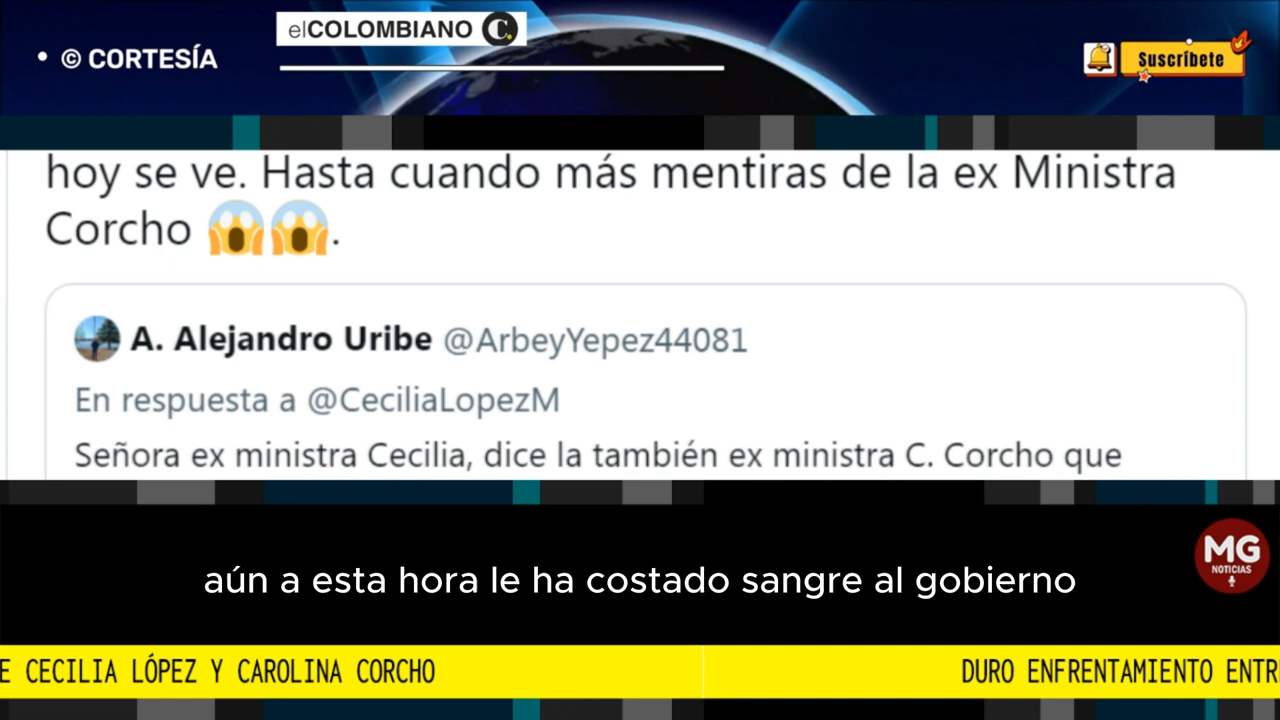 elCOLOMBIANO C.
• © CORTESÍA
Suscríbete
hoy se ve. Hasta cuando más mentiras de la ex Ministra
Corcho 😱😱.
A. Alejandro Uribe @ArbeyYepez44081
En respuesta a @CeciliaLopezM
Señora ex ministra Cecilia, dice la también ex ministra C. Corcho que
MG
NOTICIAS
aún a esta hora le ha costado sangre al gobierno
E CECILIA LÓPEZ Y CAROLINA CORCHO
DURO ENFRENTAMIENTO ENTR